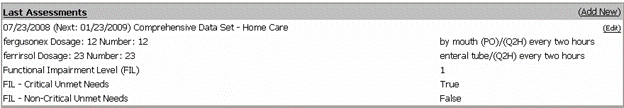 Last Assessments (Add New)
07/23/2008 (Next: 01/23/2009) Comprehensive Data Set - Home Care (Edit)
fergusonex Dosage: 12 Number: 12 by mouth (PO)/(Q2H) every two hours
ferrirsol Dosage: 23 Number: 23 enteral tube/(Q2H) every two hours
Functional Impairment Level (FIL) 1
FIL - Critical Unmet Needs True
FIL - Non-Critical Unmet Needs False